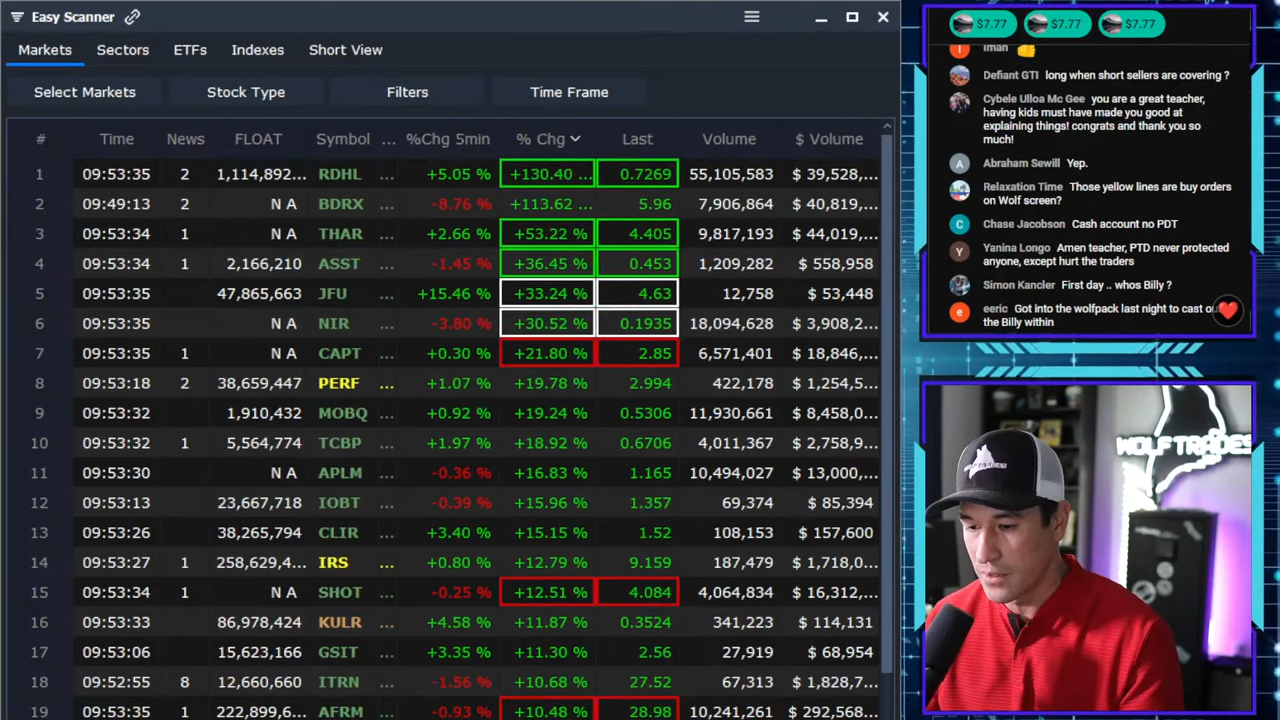 Easy Scanner
Markets Sectors ETFs Indexes Short View
Select Markets Stock Type Filters Time Frame
# Time News FLOAT Symbol ... %Chg 5min % Chg Last Volume $ Volume
1 09:53:35 2 1,114,892... RDHL +5.05 % +130.40 ... 0.7269 55,105,583 $ 39,528,...
2 09:49:13 2 N A BDRX -8.76 % +113.62 ... 5.96 7,906,864 $ 40,819,...
3 09:53:34 1 N A THAR +2.66 % +53.22 % 4.405 9,817,193 $ 44,019,...
4 09:53:34 1 2,196,210 ASST -1.45 % +36.45 % 0.453 1,209,282 $ 555,958
5 09:53:35 47,865,663 JFU +15.46 % +33.24 % 4.63 12,758 $ 53,448
6 09:53:35 N A NIR -3.80 % +30.52 % 0.1935 18,094,628 $ 3,908,2...
7 09:53:35 1 N A CAPT +0.30 % +21.80 % 2.85 6,571,401 $ 18,846,...
8 09:53:18 2 38,659,447 PERF ... +1.07 % +19.78 % 2.994 422,178 $ 1,254,5...
9 09:53:32 1,910,432 MOBQ ... +0.92 % +19.24 % 0.5306 11,930,661 $ 8,458,0...
10 09:53:32 1 5,564,774 TCBP ... +1.97 % +18.92 % 0.6706 4,011,367 $ 2,758,9...
11 09:53:30 N A APLM ... -0.36 % +16.83 % 1.165 10,494,027 $ 13,000,...
12 09:53:13 23,667,718 IOBT ... -0.39 % +15.96 % 1.357 69,374 $ 85,394
13 09:53:26 38,265,794 CLIR ... +3.40 % +15.15 % 1.52 108,153 $ 157,600
14 09:53:27 1 258,629,... IRS ... +0.80 % +12.79 % 9.159 187,479 $ 1,718,0...
15 09:53:34 1 N A SHOT ... -0.25 % +12.51 % 4.084 4,064,834 $ 16,312,...
16 09:53:33 86,978,424 KULR ... +4.58 % +11.87 % 0.3524 341,223 $ 114,131
17 09:53:06 15,623,166 GSIT ... +3.35 % +11.30 % 2.56 27,919 $ 68,954
18 09:52:55 8 12,660,660 ITRN ... -1.56 % +10.68 % 27.52 67,313 $ 1,828,7...
19 09:53:35 1 222,899,6... AFRM ... -0.93 % +10.48 % 28.98 10,241,261 $ 292,568...
$7.77 $7.77 $7.77
I Iman
Defiant GTI long when short sellers are covering ?
Cybele Ulloa Mc Gee you are a great teacher,
having kids must have made you good at
explaining things! congrats and thank you so
much!
A Abraham Sewill Yep.
Relaxation Time Those yellow lines are buy orders
on Wolf screen?
C Chase Jacobson Cash account no PDT
Y Yanina Longo Amen teacher, PTD never protected
anyone, except hurt the traders
S Simon Kancler First day .. whos Billy ?
e eeric Got into the wolfpack last night to cast
the Billy within
WOLF TRADES